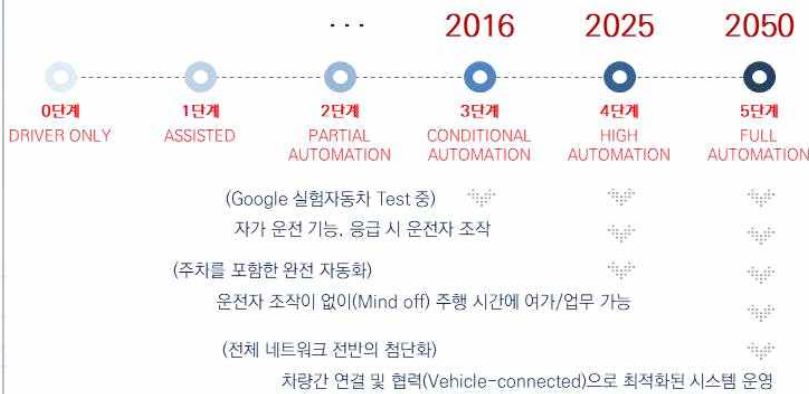 ... 2016 2025 2050
0단계 1단계 2단계 3단계 4단계 5단계
DRIVER ONLY ASSISTED PARTIAL CONDITIONAL HIGH FULL
AUTOMATION AUTOMATION AUTOMATION AUTOMATION
(Google 실험자동차 Test 중)
자가 운전 기능, 응급 시 운전자 조작
(주차를 포함한 완전 자동화)
운전자 조작이 없이(Mind off) 주행 시간에 여가/업무 가능
(전체 네트워크 전반의 첨단화)
차량간 연결 및 협력(Vehicle-connected)으로 최적화된 시스템 운영